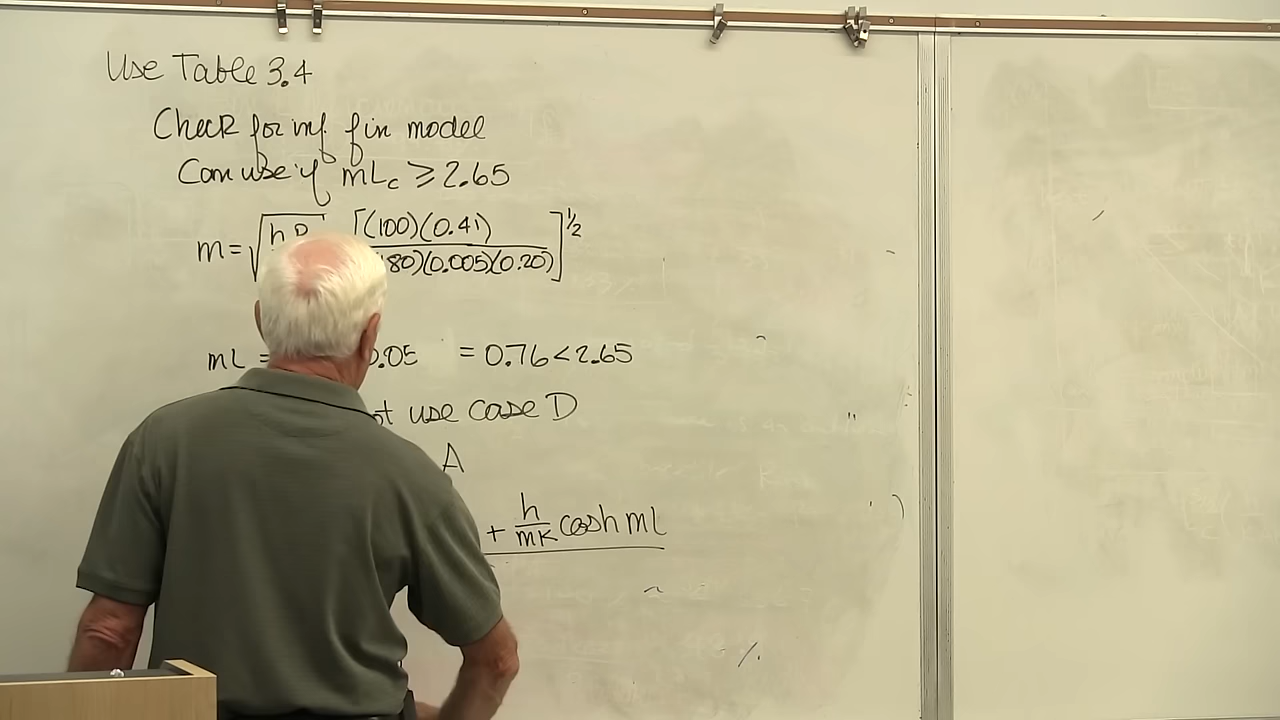 Use Table 3.4
Check for inf. fin model
Can use if mLc ≥ 2.65
m = √hP [(100)(0.41) / 80)(0.005)(0.20)]^1/2
mL = 0.05 = 0.76 < 2.65
use case D
A
+ h/mk cosh mL